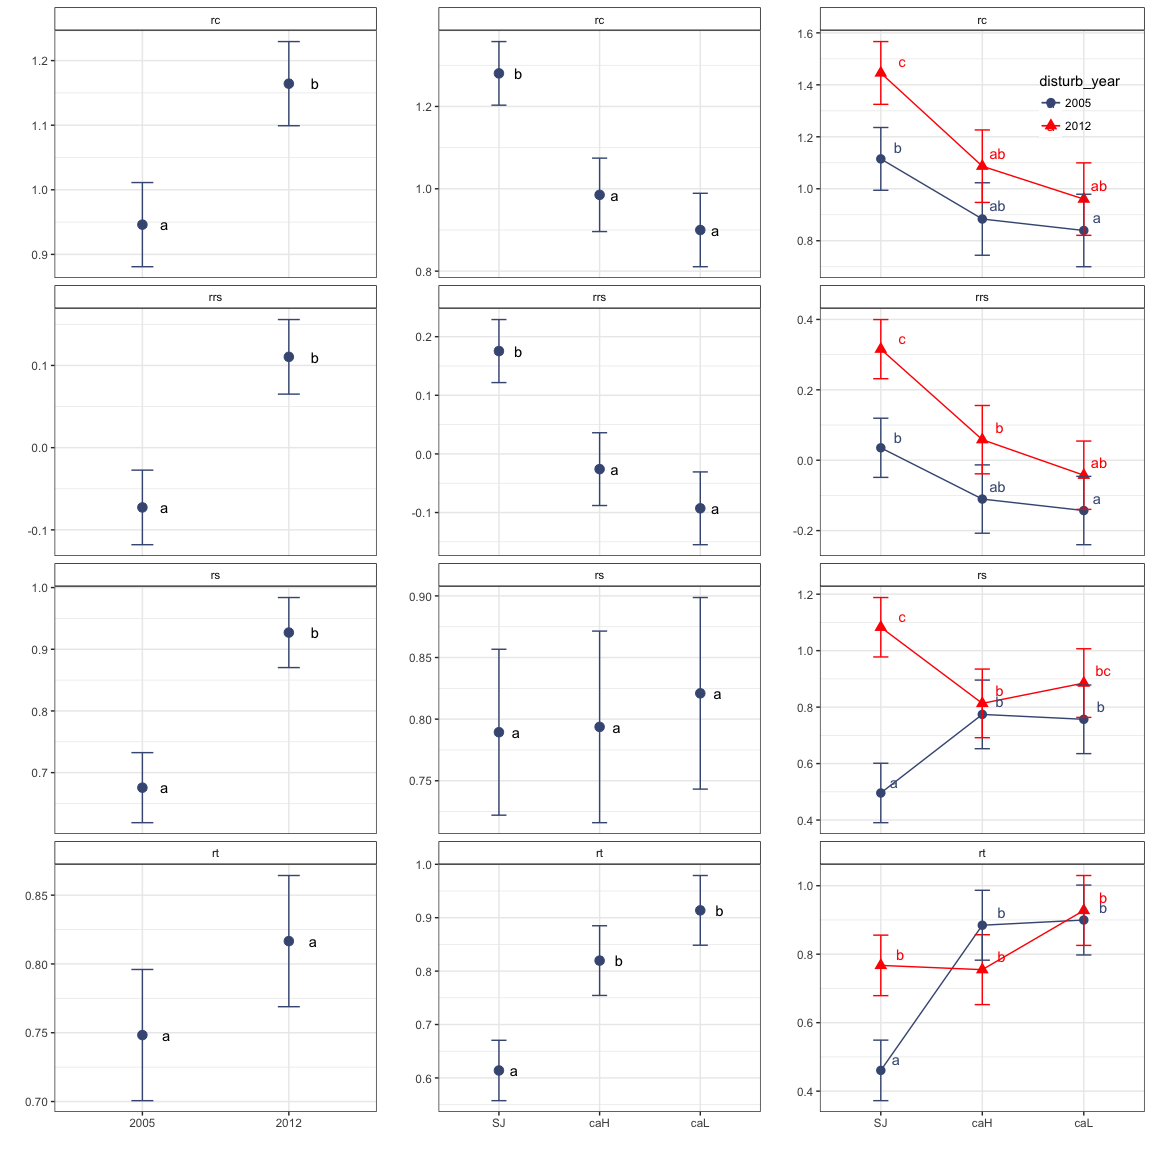 rc
1.2
1.1
1.0
0.9
a
b
rc
1.2
1.0
0.8
b
a
a
rc
1.6
1.4
1.2
1.0
0.8
c
ab
ab
b
ab
a
disturb_year
2005
2012
rrs
0.1
0.0
-0.1
a
b
rrs
0.2
0.1
0.0
-0.1
b
a
a
rrs
0.4
0.2
0.0
-0.2
c
b
ab
b
ab
a
rs
1.0
0.9
0.8
0.7
a
b
rs
0.90
0.85
0.80
0.75
a
a
a
rs
1.2
1.0
0.8
0.6
0.4
c
b
bc
a
b
b
rt
0.85
0.80
0.75
0.70
a
a
2005 2012
rt
1.0
0.9
0.8
0.7
0.6
a
b
b
SJ caH caL
rt
1.0
0.8
0.6
0.4
b
b
b
a
b
b
SJ caH caL